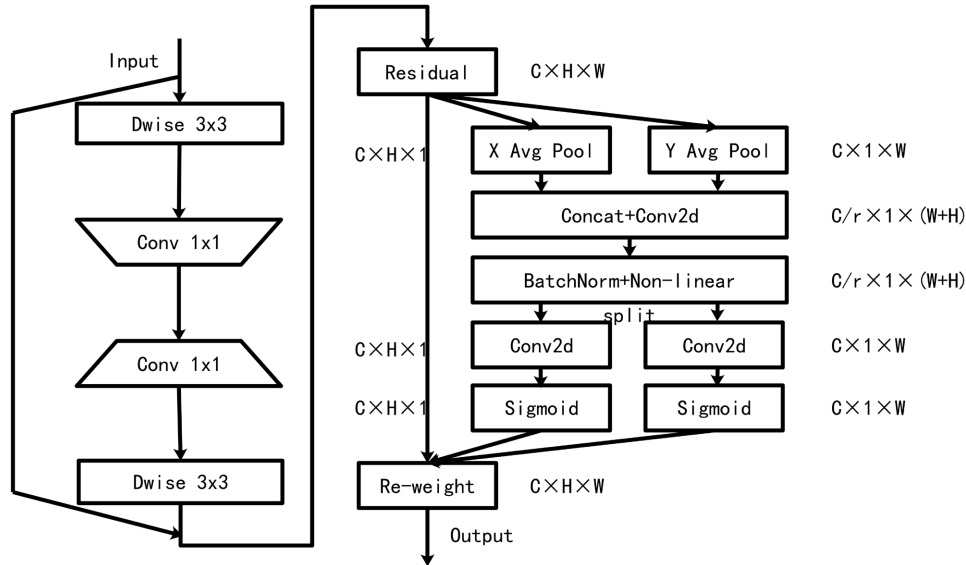 Input
Dwise 3x3
Conv 1x1
Conv 1x1
Dwise 3x3
Residual
C×H×W
C×H×1
X Avg Pool
Y Avg Pool
C×1×W
Concat+Conv2d
C/r×1×(W+H)
BatchNorm+Non-linear
C/r×1×(W+H)
split
C×H×1
Conv2d
Conv2d
C×1×W
C×H×1
Sigmoid
Sigmoid
C×1×W
Re-weight
C×H×W
Output